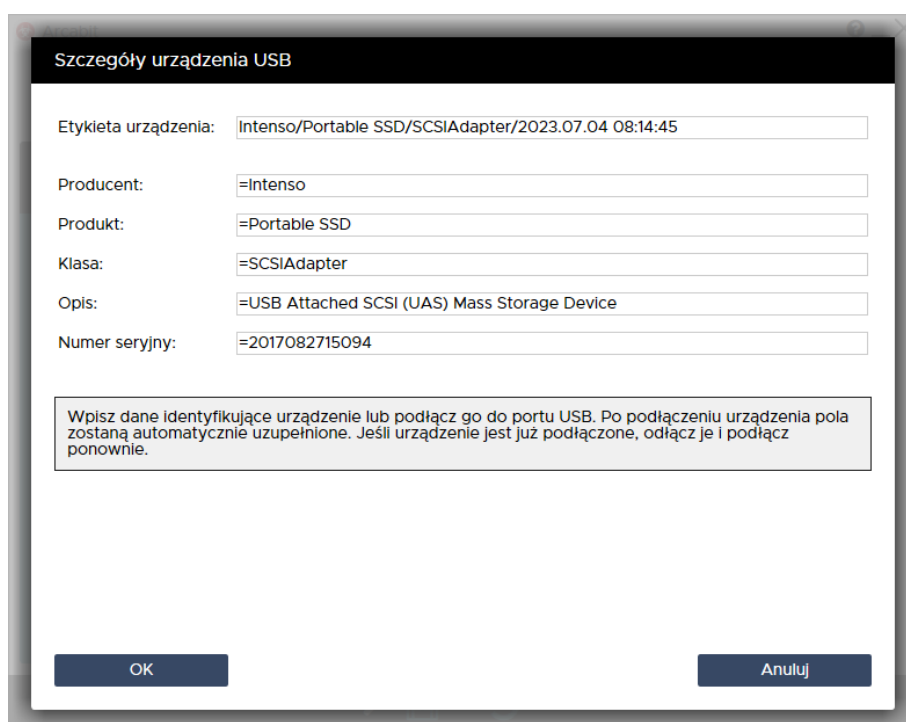 Arcabit
Szczegóły urządzenia USB
Etykieta urządzenia: Intenso/Portable SSD/SCSIAdapter/2023.07.04 08:14:45
Producent: =Intenso
Produkt: =Portable SSD
Klasa: =SCSIAdapter
Opis: =USB Attached SCSI (UAS) Mass Storage Device
Numer seryjny: =2017082715094
Wpisz dane identyfikujące urządzenie lub podłącz go do portu USB. Po podłączeniu urządzenia pola
zostaną automatycznie uzupełnione. Jeśli urządzenie jest już podłączone, odłącz je i podłącz
ponownie.
OK Anuluj